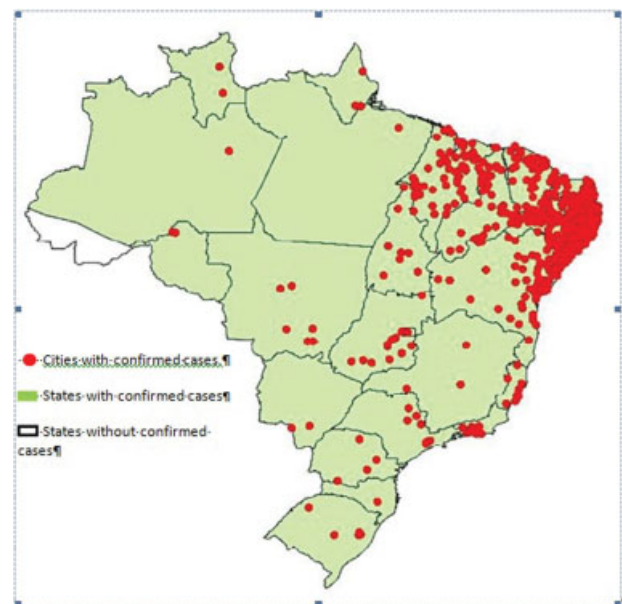 Cities·with·confirmed·cases.¶
States·with·confirmed·cases¶
States·without·confirmed·
cases¶